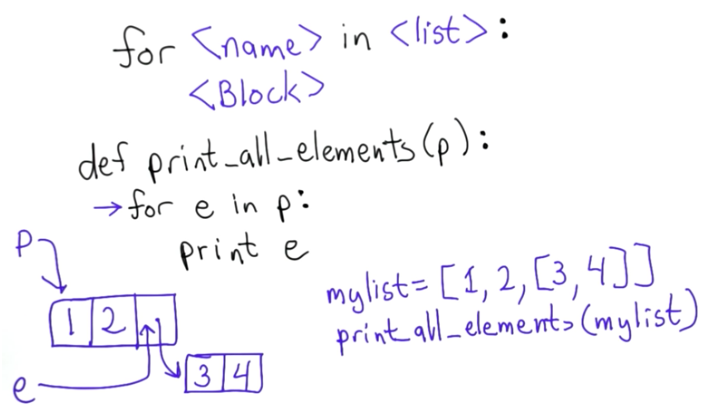 for <name> in <list>:
<Block>
def print_all_elements(p):
→for e in p:
print e
p
1 2
3 4
e
mylist= [1, 2, [3, 4]]
print_all_elements(mylist)